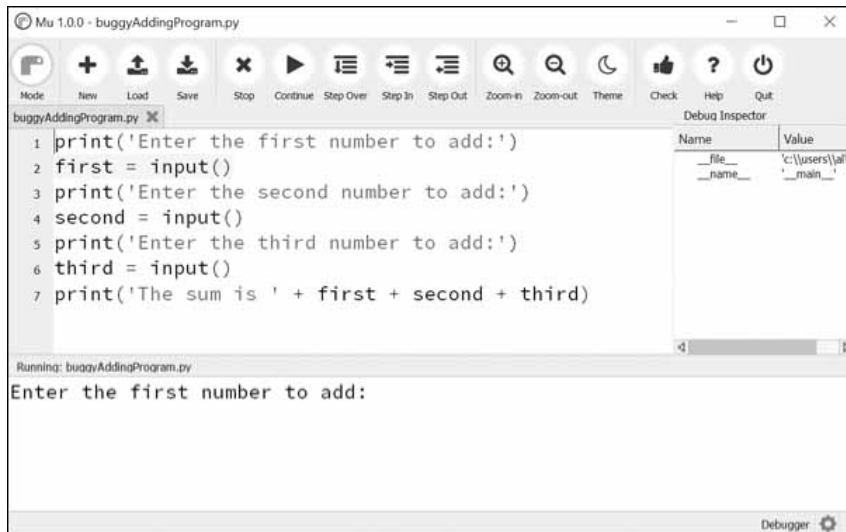 Mu 1.0.0 - buggyAddingProgram.py
Mode New Load Save Stop Continue Step Over Step In Step Out Zoom-in Zoom-out Theme Check Help Quit
buggyAddingProgram.py
Debug Inspector
Name Value
__file__ 'c:\\users\\al
__name__ '__main__'
1 print('Enter the first number to add:')
2 first = input()
3 print('Enter the second number to add:')
4 second = input()
5 print('Enter the third number to add:')
6 third = input()
7 print('The sum is ' + first + second + third)
Running: buggyAddingProgram.py
Enter the first number to add:
Debugger